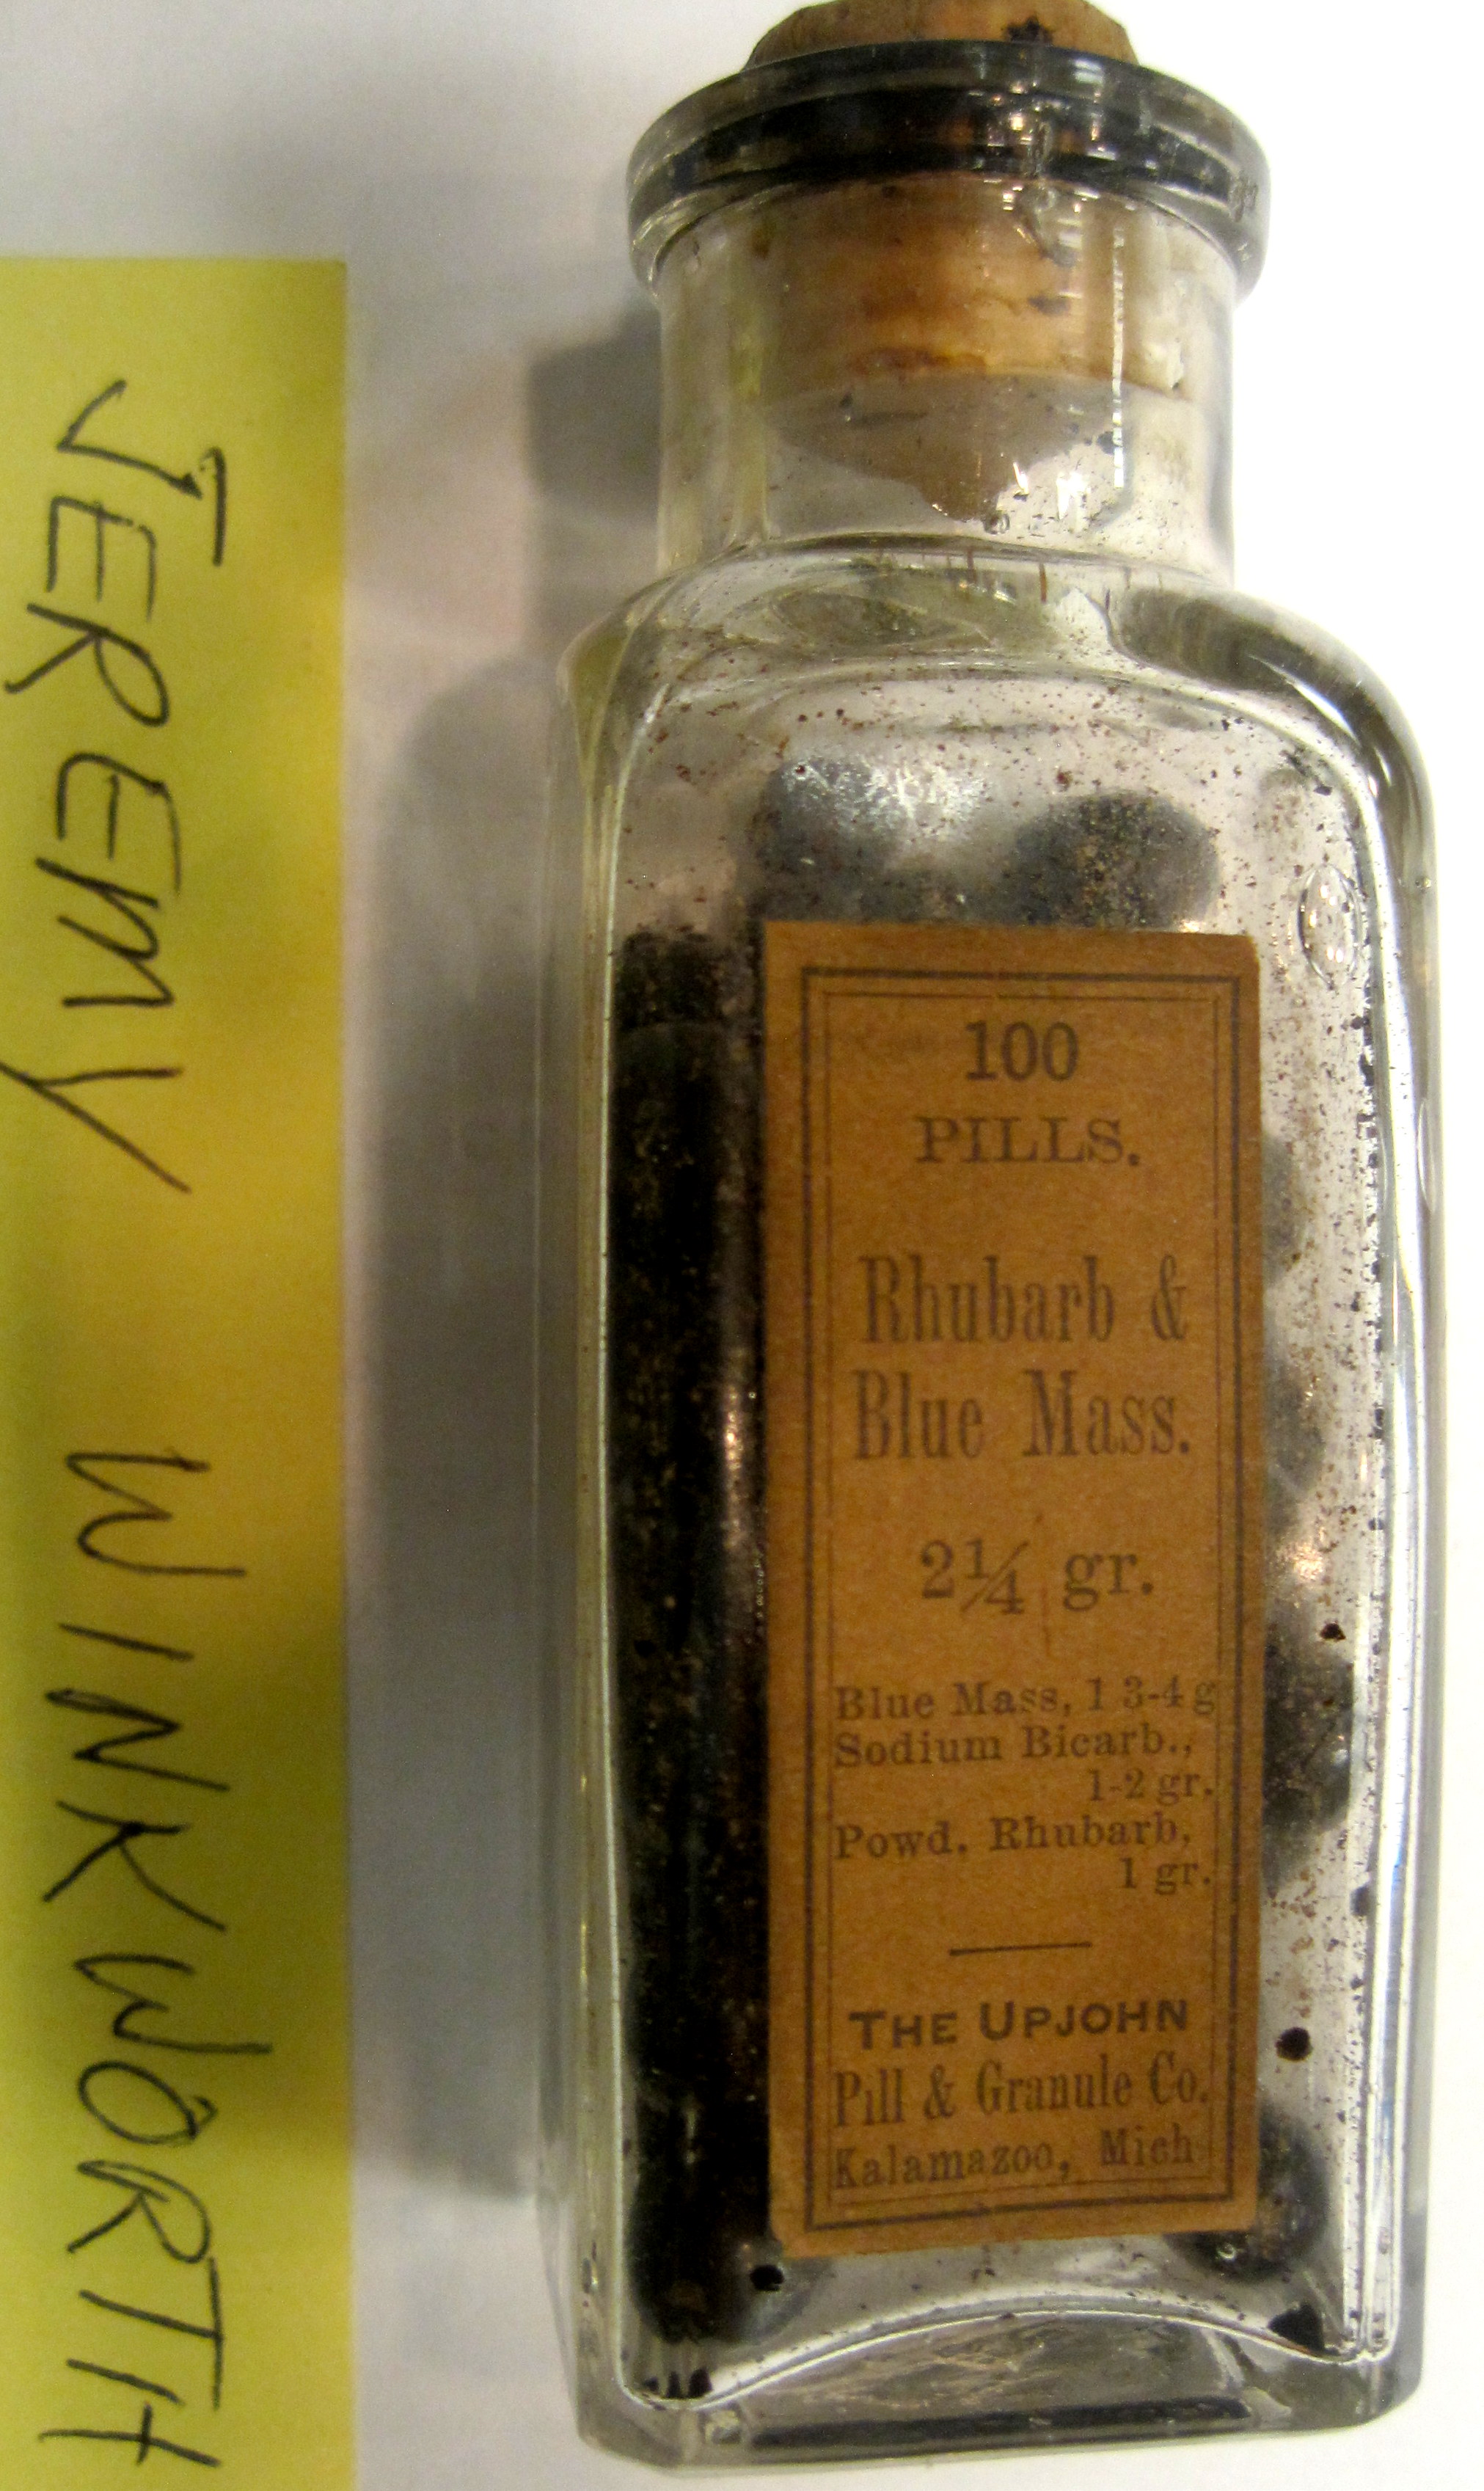 JEREMY WINKWORTH
100
PILLS.
Rhubarb &
Blue Mass.
2¼ gr.
Blue Mass, 1 3-4 g
Sodium Bicarb.,
1-2 gr.
Powd. Rhubarb,
1 gr.
THE UPJOHN
Pill & Granule Co.
Kalamazoo, Mich